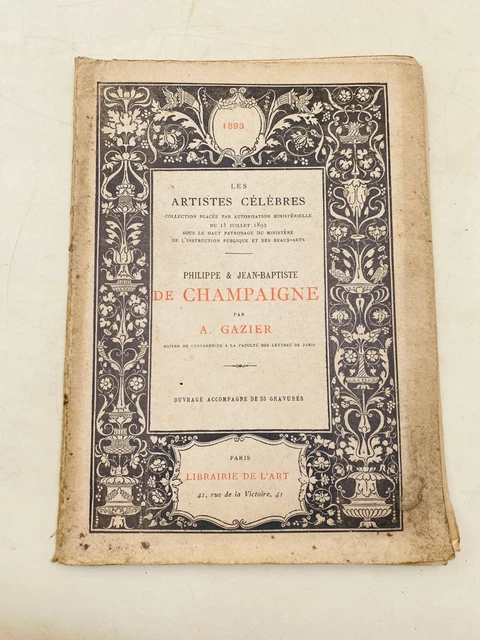 1893
LES
ARTISTES CÉLÈBRES
COLLECTION PLACÉE PAR AUTORISATION MINISTÉRIELLE
DU 15 JUILLET 1892
SOUS LE HAUT PATRONAGE DU MINISTÈRE
DE L'INSTRUCTION PUBLIQUE ET DES BEAUX-ARTS
PHILIPPE & JEAN-BAPTISTE
DE CHAMPAIGNE
PAR
A. GAZIER
MAITRE DE CONFÉRENCES A LA FACULTÉ DES LETTRES DE PARIS
OUVRAGE ACCOMPAGNÉ DE 55 GRAVURES
PARIS
LIBRAIRIE DE L'ART
41, rue de la Victoire, 41